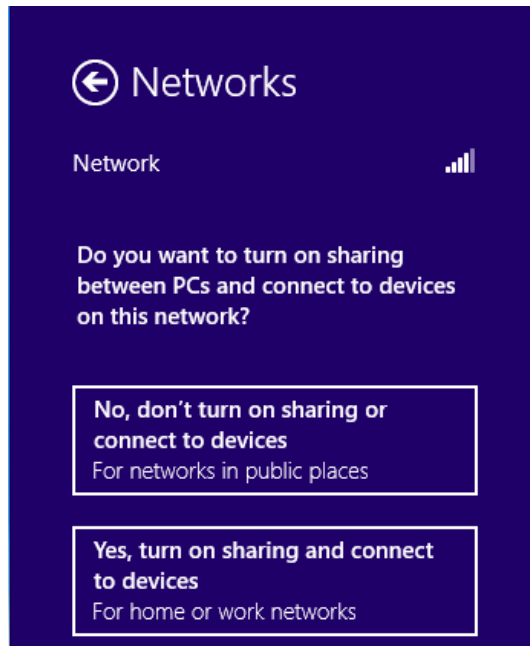 Networks
Network
Do you want to turn on sharing
between PCs and connect to devices
on this network?
No, don't turn on sharing or
connect to devices
For networks in public places
Yes, turn on sharing and connect
to devices
For home or work networks